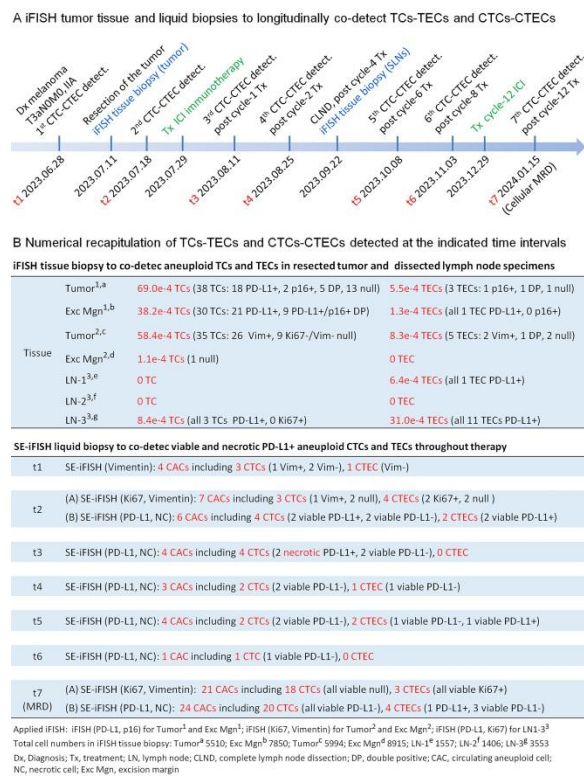 A iFISH tumor tissue and liquid biopsies to longitudinally co-detect TCs-TECs and CTCs-CTECs
Dx melanoma
T3aN0M0, IIA
1st CTC-CTEC detect.
Resection of the tumor
iFISH tissue biopsy (tumor)
2nd CTC-CTEC detect.
Tx ICI immunotherapy
3rd CTC-CTEC detect.
post cycle-1 Tx
4th CTC-CTEC detect.
post cycle-2 Tx
CLND, post cycle-4 Tx
iFISH tissue biopsy (SLNs)
5th CTC-CTEC detect.
post cycle-6 Tx
6th CTC-CTEC detect.
post cycle-8 Tx
Tx cycle-12 ICI
7th CTC-CTEC detect.
post cycle-12 Tx
t1 2023.06.28
2023.07.11
t2 2023.07.18
2023.07.29
t3 2023.08.11
t4 2023.08.25
2023.09.22
t5 2023.10.08
t6 2023.11.03
2023.12.29
t7 2024.01.15
(Cellular MRD)
B Numerical recapitulation of TCs-TECs and CTCs-CTECs detected at the indicated time intervals
iFISH tissue biopsy to co-detec aneuploid TCs and TECs in resected tumor and dissected lymph node specimens
Tissue
Tumor1,a 69.0e-4 TCs (38 TCs: 18 PD-L1+, 2 p16+, 5 DP, 13 null) 5.5e-4 TECs (3 TECs: 1 p16+, 1 DP, 1 null)
Exc Mgn1,b 38.2e-4 TCs (30 TCs: 21 PD-L1+, 9 PD-L1+/p16+ DP) 1.3e-4 TECs (all 1 TEC PD-L1+, 0 p16+)
Tumor2,c 58.4e-4 TCs (35 TCs: 26 Vim+, 9 Ki67-/Vim- null) 8.3e-4 TECs (5 TECs: 2 Vim+, 1 DP, 2 null)
Exc Mgn2,d 1.1e-4 TCs (1 null) 0 TEC
LN-13,e 0 TC 6.4e-4 TECs (all 1 TEC PD-L1+)
LN-23,f 0 TC 0 TEC
LN-33,g 8.4e-4 TCs (all 3 TCs PD-L1+, 0 Ki67+) 31.0e-4 TECs (all 11 TECs PD-L1+)
SE-iFISH liquid biopsy to co-detec viable and necrotic PD-L1+ aneuploid CTCs and TECs throughout therapy
t1 SE-iFISH (Vimentin): 4 CACs including 3 CTCs (1 Vim+, 2 Vim-), 1 CTEC (Vim-)
t2
(A) SE-iFISH (Ki67, Vimentin): 7 CACs including 3 CTCs (1 Vim+, 2 null), 4 CTECs (2 Ki67+, 2 null )
(B) SE-iFISH (PD-L1, NC): 6 CACs including 4 CTCs (2 viable PD-L1+, 2 viable PD-L1-), 2 CTECs (2 viable PD-L1+)
t3 SE-iFISH (PD-L1, NC): 4 CACs including 4 CTCs (2 necrotic PD-L1+, 2 viable PD-L1-), 0 CTEC
t4 SE-iFISH (PD-L1, NC): 3 CACs including 2 CTCs (2 viable PD-L1-), 1 CTEC (1 viable PD-L1-)
t5 SE-iFISH (PD-L1, NC): 4 CACs including 2 CTCs (2 viable PD-L1-), 2 CTECs (1 viable PD-L1-, 1 viable PD-L1+)
t6 SE-iFISH (PD-L1, NC): 1 CAC including 1 CTC (1 viable PD-L1-), 0 CTEC
t7
(MRD)
(A) SE-iFISH (Ki67, Vimentin): 21 CACs including 18 CTCs (all viable null), 3 CTECs (all viable Ki67+)
(B) SE-iFISH (PD-L1, NC): 24 CACs including 20 CTCs (all viable PD-L1-), 4 CTECs (1 PD-L1+, 3 viable PD-L1-)
Applied iFISH: iFISH (PD-L1, p16) for Tumor1 and Exc Mgn1; iFISH (Ki67, Vimentin) for Tumor2 and Exc Mgn2; iFISH (PD-L1, Ki67) for LN1-33
Total cell numbers in iFISH tissue biopsy: Tumora 5510; Exc Mgnb 7850; Tumorc 5994; Exc Mgnd 8915; LN-1e 1557; LN-2f 1406; LN-3g 3553
Dx, Diagnosis; Tx, treatment; LN, lymph node; CLND, complete lymph node dissection; DP, double positive; CAC, circulating aneuploid cell;
NC, necrotic cell; Exc Mgn, excision margin